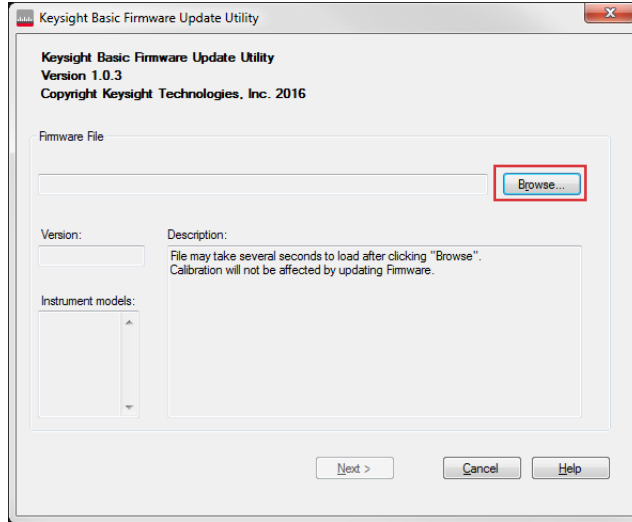 Keysight Basic Firmware Update Utility
Keysight Basic Firmware Update Utility
Version 1.0.3
Copyright Keysight Technologies, Inc. 2016
Firmware File
Browse...
Version:
Description:
File may take several seconds to load after clicking "Browse".
Calibration will not be affected by updating Firmware.
Instrument models:
Next >
Cancel
Help